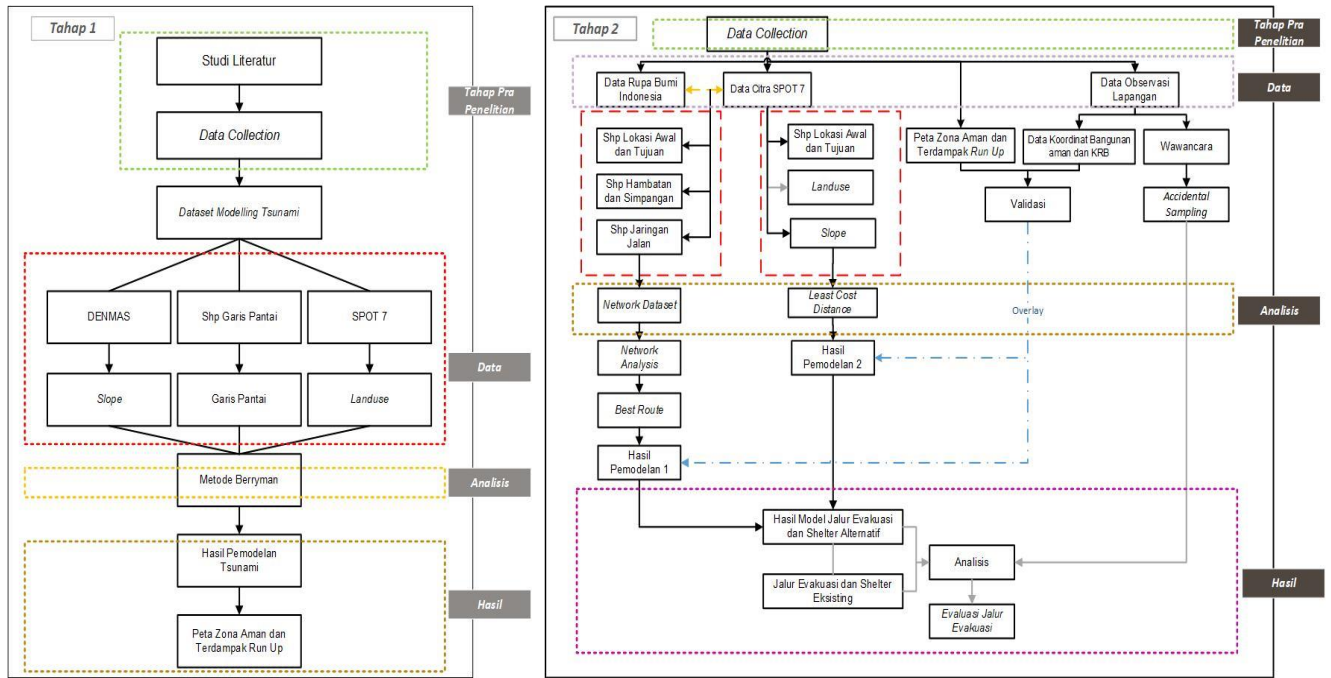 Tahap 1
Studi Literatur
Data Collection
Tahap Pra
Penelitian
Dataset Modelling Tsunami
DENMAS
Shp Garis Pantai
SPOT 7
Slope
Garis Pantai
Landuse
Data
Metode Berryman
Analisis
Hasil Pemodelan
Tsunami
Peta Zona Aman dan
Terdampak Run Up
Hasil
Tahap 2
Data Collection
Tahap Pra
Penelitian
Data Rupa Bumi
Indonesia
Data Citra SPOT 7
Data Observasi
Lapangan
Data
Shp Lokasi Awal
dan Tujuan
Shp Hambatan
dan Simpangan
Shp Jaringan
Jalan
Shp Lokasi Awal
dan Tujuan
Landuse
Slope
Peta Zona Aman dan
Terdampak Run Up
Data Koordinat Bangunan
aman dan KRB
Wawancara
Validasi
Accidental
Sampling
Network Dataset
Least Cost
Distance
Overlay
Analisis
Network
Analysis
Hasil
Pemodelan 2
Best Route
Hasil
Pemodelan 1
Hasil Model Jalur Evakuasi
dan Shelter Alternatif
Analisis
Jalur Evakuasi dan Shelter
Eksisting
Evaluasi Jalur
Evakuasi
Hasil